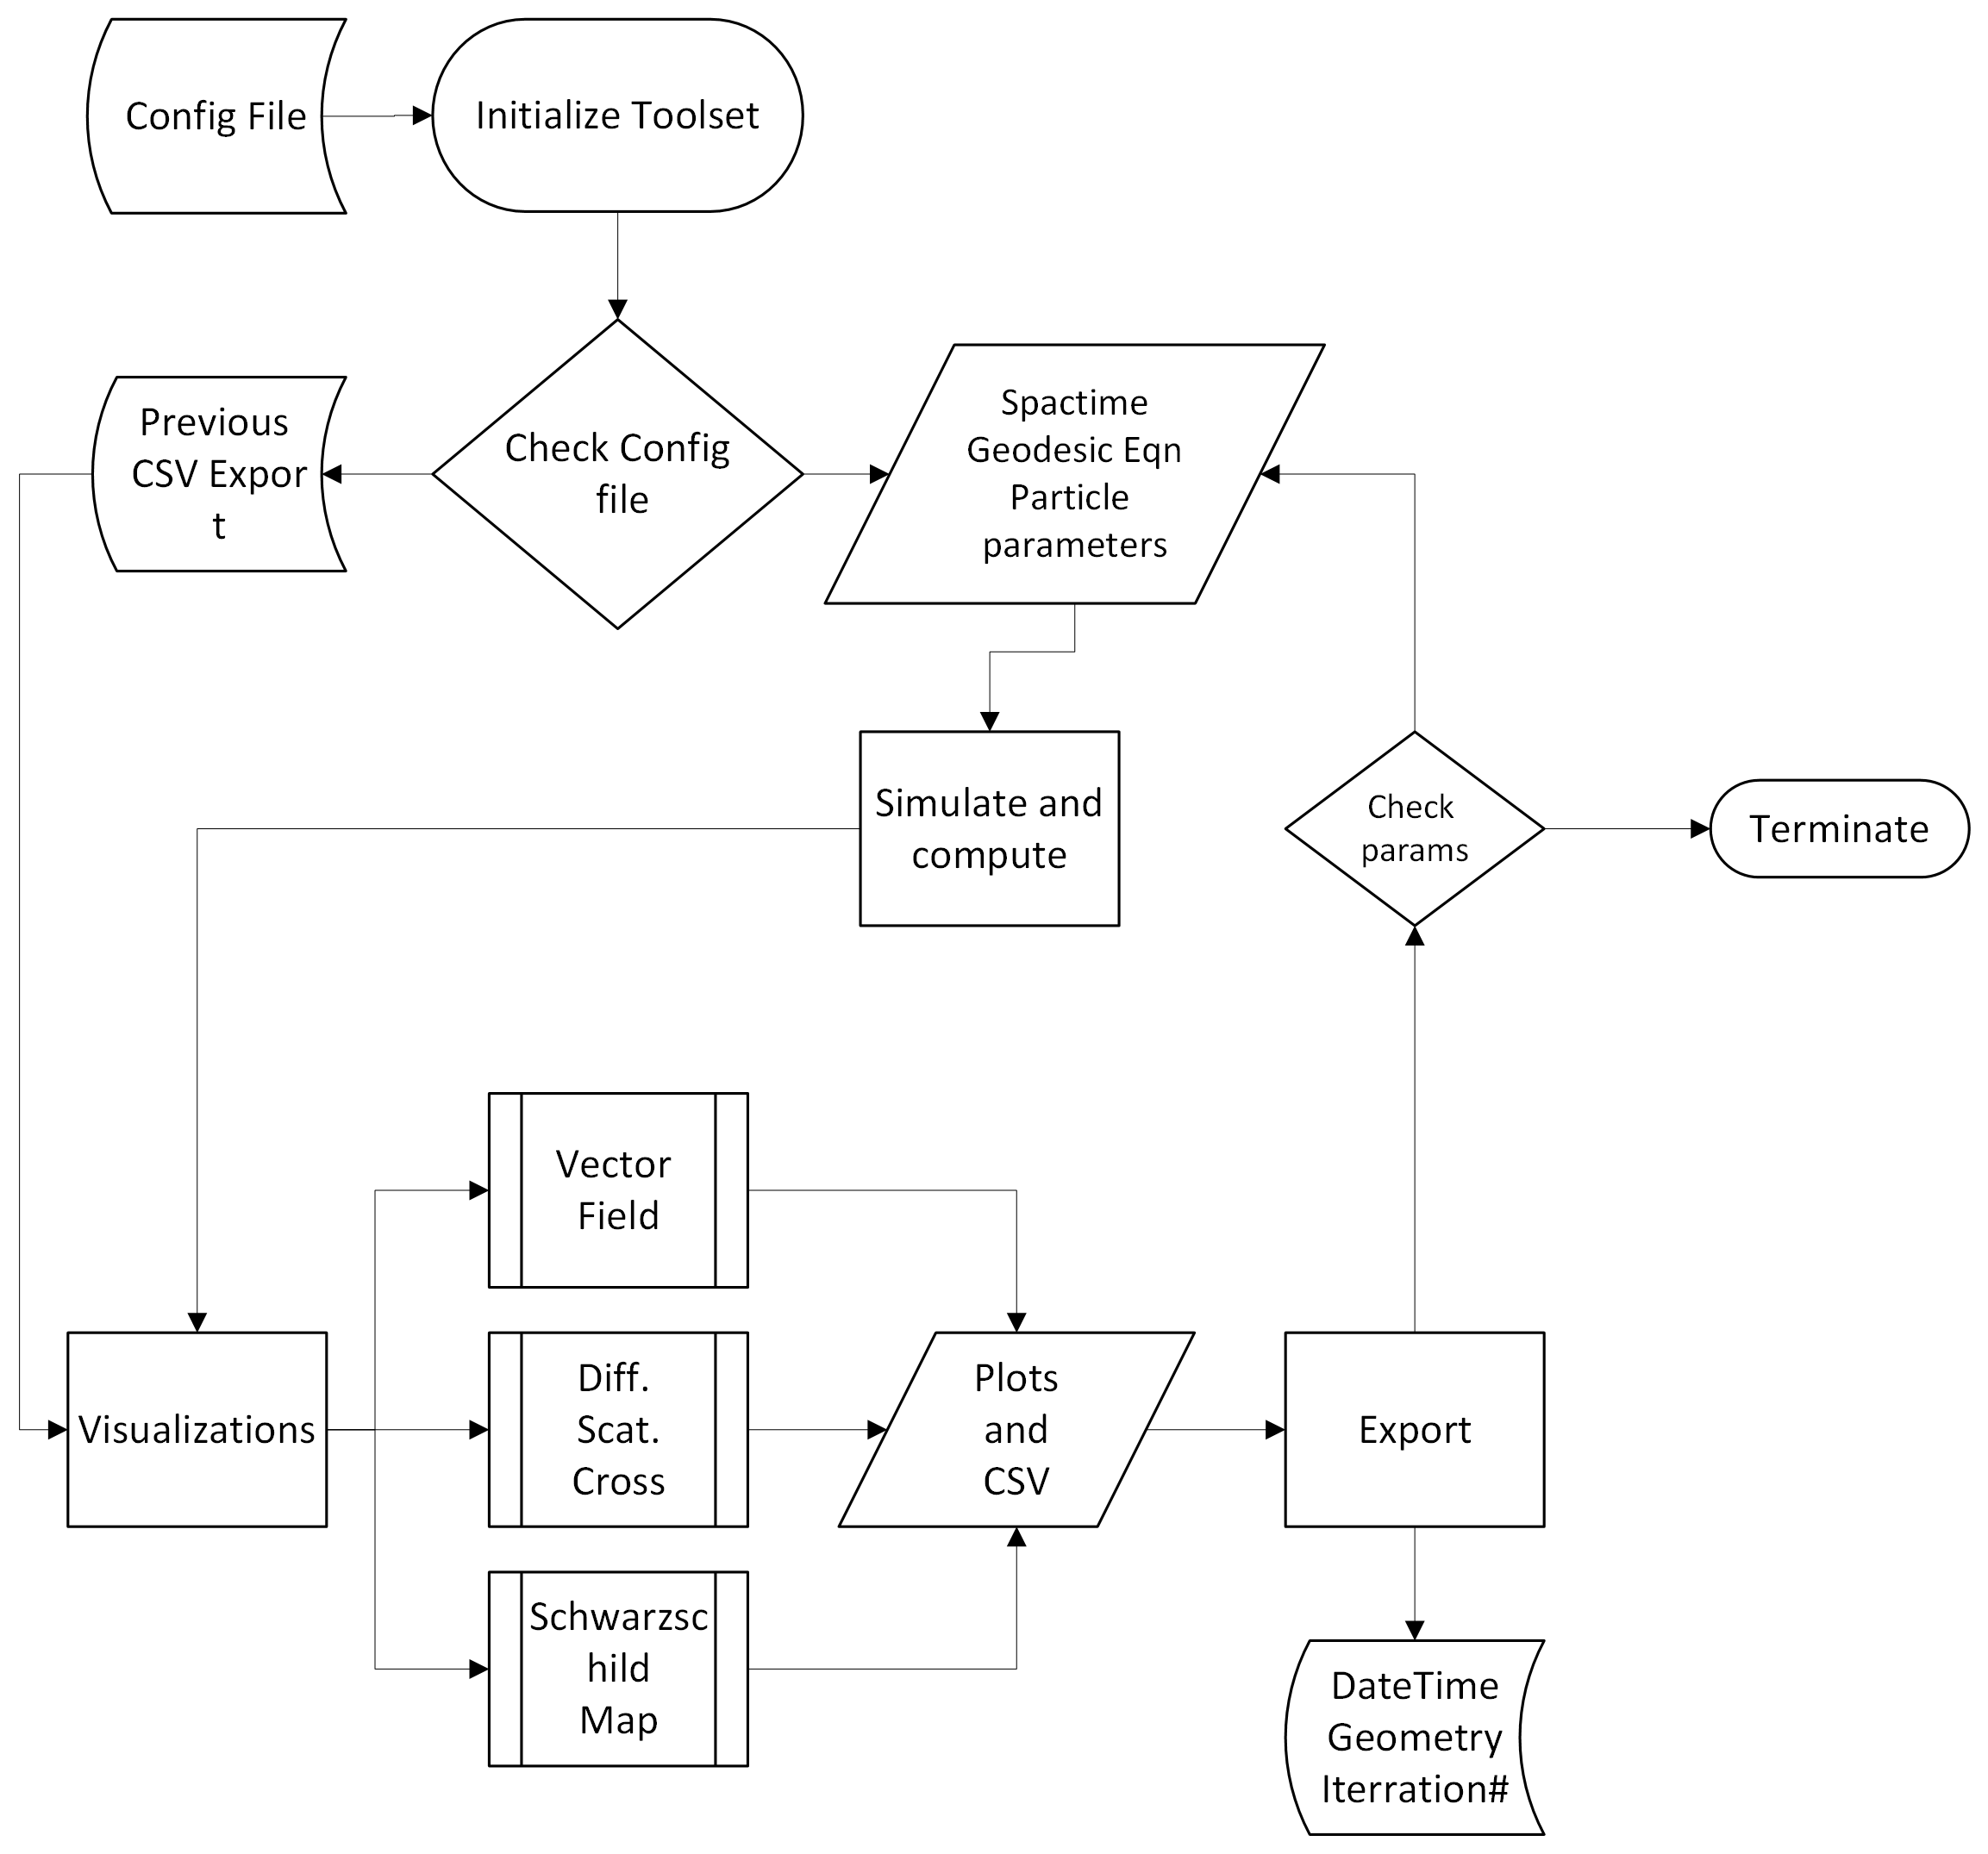 Config File
Initialize Toolset
Previous
CSV Expor
t
Check Config
file
Spactime
Geodesic Eqn
Particle
parameters
Simulate and
compute
Check
params
Terminate
Vector
Field
Visualizations
Diff.
Scat.
Cross
Plots
and
CSV
Export
Schwarzsc
hild
Map
DateTime
Geometry
Iterration#